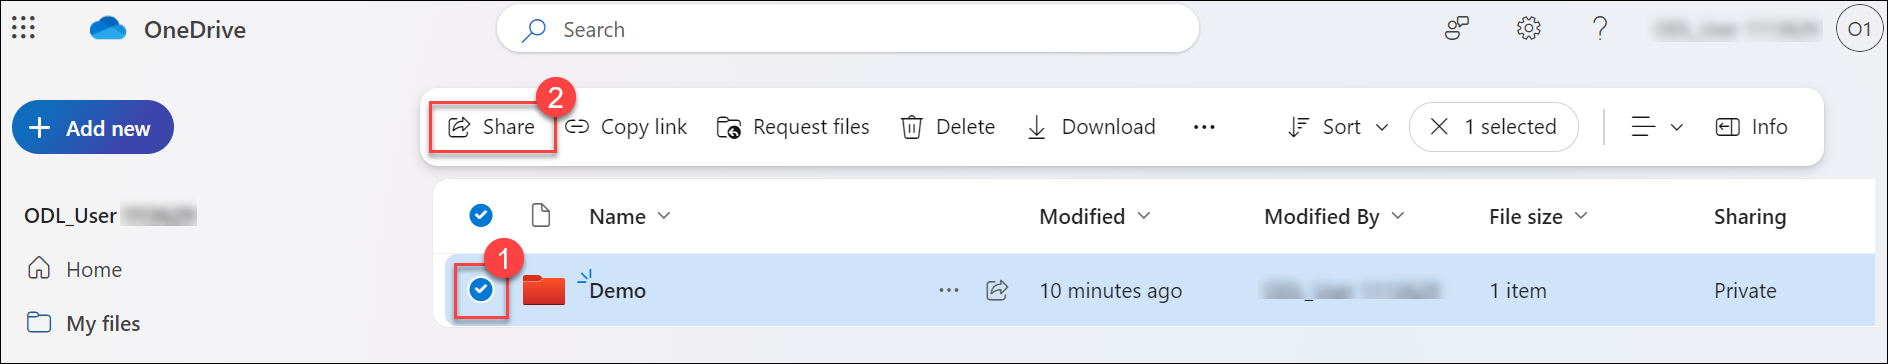 OneDrive
Search
O1
Add new
2
Share
Copy link
Request files
Delete
Download
Sort
1 selected
Info
ODL_User
Home
My files
Name
Modified
Modified By
File size
Sharing
1
Demo
10 minutes ago
1 item
Private